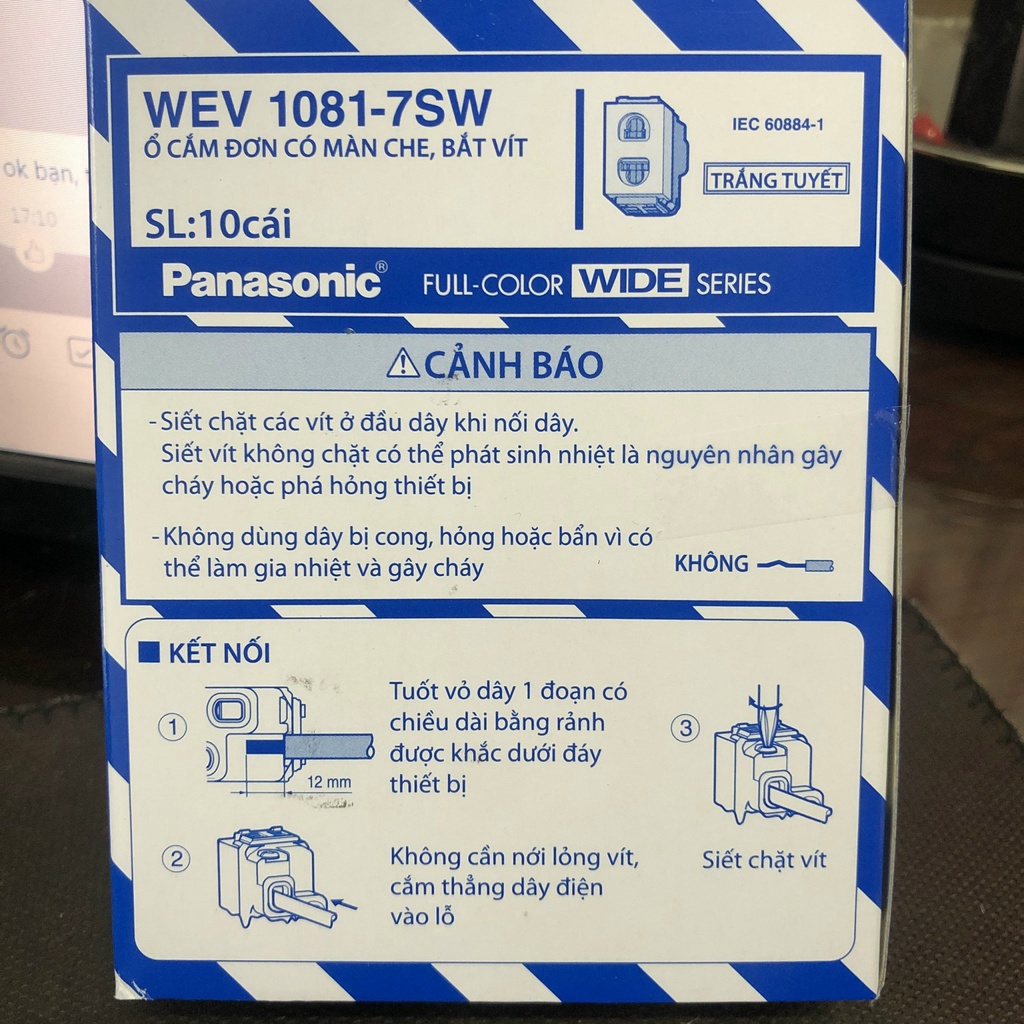 WEV 1081-7SW
Ổ CẮM ĐƠN CÓ MÀN CHE, BẮT VÍT
SL:10cái
IEC 60884-1
TRẮNG TUYẾT
Panasonic®
FULL-COLOR WIDE SERIES
⚠ CẢNH BÁO
- Siết chặt các vít ở đầu dây khi nối dây.
Siết vít không chặt có thể phát sinh nhiệt là nguyên nhân gây
cháy hoặc phá hỏng thiết bị
- Không dùng dây bị cong, hỏng hoặc bẩn vì có
thể làm gia nhiệt và gây cháy
KHÔNG
■ KẾT NỐI
①
12 mm
Tuốt vỏ dây 1 đoạn có
chiều dài bằng rảnh
được khắc dưới đáy
thiết bị
②
Không cần nới lỏng vít,
cắm thẳng dây điện
vào lỗ
③
Siết chặt vít
ok bạn,
17:10